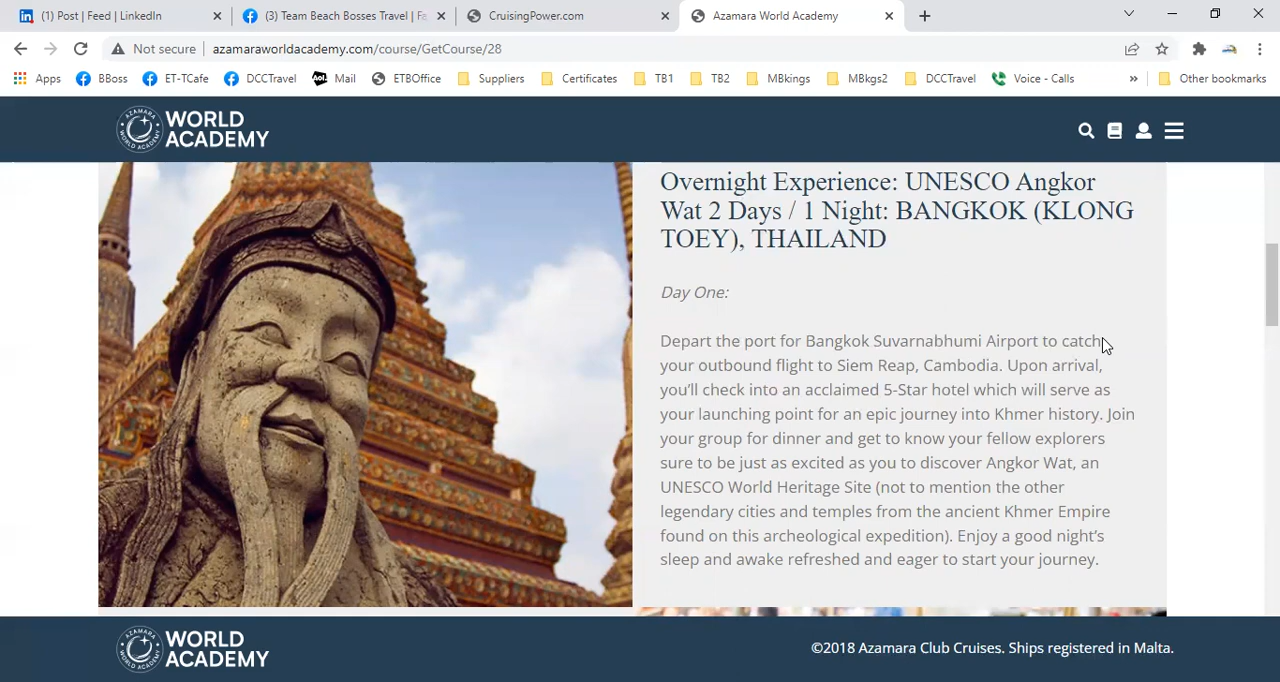 (1) Post | Feed | LinkedIn
(3) Team Beach Bosses Travel | Fa
CruisingPower.com
Azamara World Academy
Not secure
azamaraworldacademy.com/course/GetCourse/28
Apps
BBoss
ET-TCafe
DCCTravel
Aol.
Mail
ETBOffice
Suppliers
Certificates
TB1
TB2
MBkings
MBkgs2
DCCTravel
Voice - Calls
»
Other bookmarks
AZAMARA
WORLD ACADEMY
WORLD
ACADEMY
Overnight Experience: UNESCO Angkor
Wat 2 Days / 1 Night: BANGKOK (KLONG
TOEY), THAILAND
Day One:
Depart the port for Bangkok Suvarnabhumi Airport to catch
your outbound flight to Siem Reap, Cambodia. Upon arrival,
you’ll check into an acclaimed 5-Star hotel which will serve as
your launching point for an epic journey into Khmer history. Join
your group for dinner and get to know your fellow explorers
sure to be just as excited as you to discover Angkor Wat, an
UNESCO World Heritage Site (not to mention the other
legendary cities and temples from the ancient Khmer Empire
found on this archeological expedition). Enjoy a good night’s
sleep and awake refreshed and eager to start your journey.
AZAMARA
WORLD ACADEMY
WORLD
ACADEMY
©2018 Azamara Club Cruises. Ships registered in Malta.